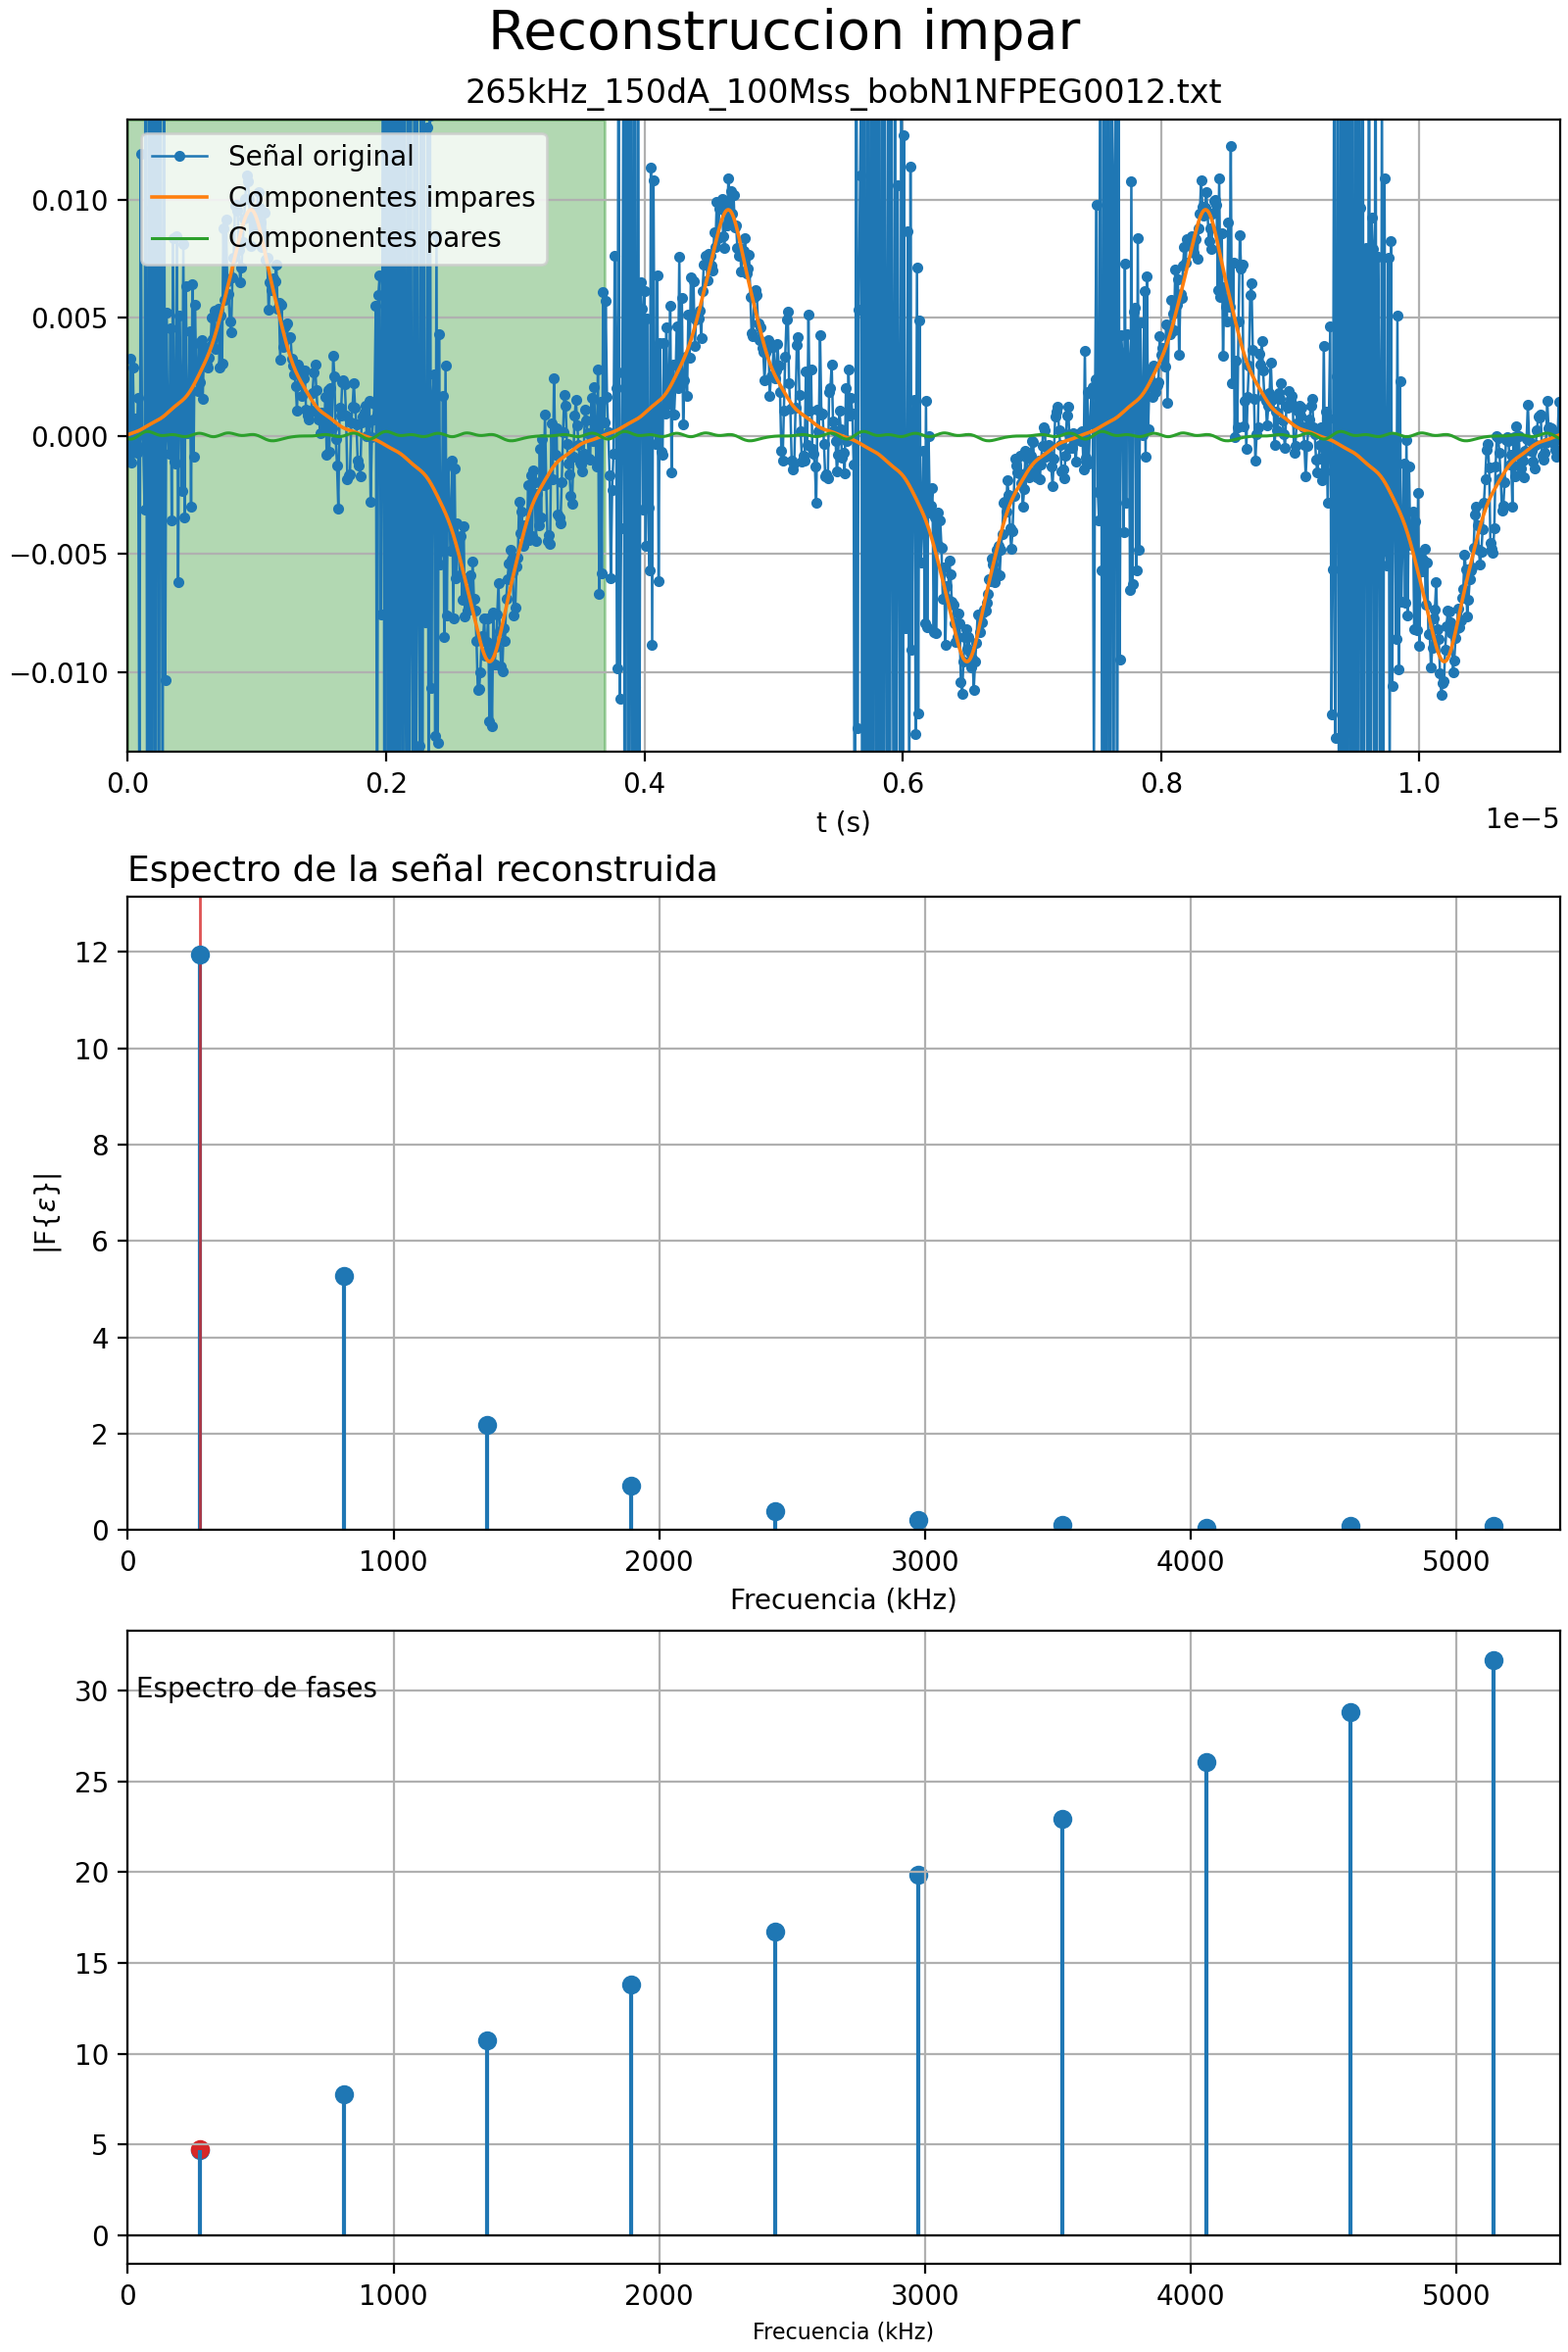 Reconstruccion impar
265kHz_150dA_100Mss_bobN1NFPEG0012.txt
Señal original
Componentes impares
Componentes pares
0.010
0.005
0.000
−0.005
−0.010
0.0 0.2 0.4 0.6 0.8 1.0
t (s)
1e−5
Espectro de la señal reconstruida
12
10
8
6
4
2
0
|F{ε}|
0 1000 2000 3000 4000 5000
Frecuencia (kHz)
Espectro de fases
30
25
20
15
10
5
0
0 1000 2000 3000 4000 5000
Frecuencia (kHz)